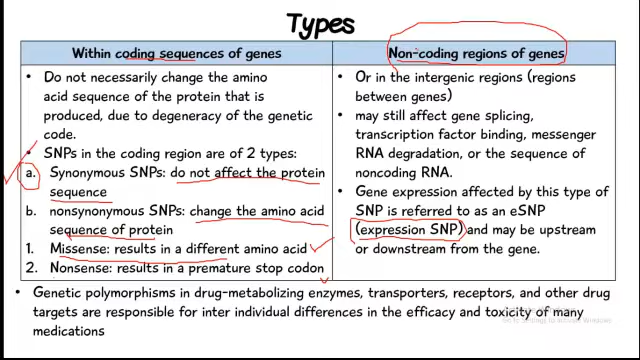 Types
Within coding sequences of genes
Non-coding regions of genes
• Do not necessarily change the amino
acid sequence of the protein that is
produced, due to degeneracy of the genetic
code.
• SNPs in the coding region are of 2 types:
a. Synonymous SNPs: do not affect the protein
sequence
b. nonsynonymous SNPs: change the amino acid
sequence of protein
1. Missense: results in a different amino acid
2. Nonsense: results in a premature stop codon
• Or in the intergenic regions (regions
between genes)
• may still affect gene splicing,
transcription factor binding, messenger
RNA degradation, or the sequence of
noncoding RNA.
• Gene expression affected by this type of
SNP is referred to as an eSNP
(expression SNP) and may be upstream
or downstream from the gene.
• Genetic polymorphisms in drug-metabolizing enzymes, transporters, receptors, and other drug
targets are responsible for inter individual differences in the efficacy and toxicity of many
medications
Go to Settings to activate Windows